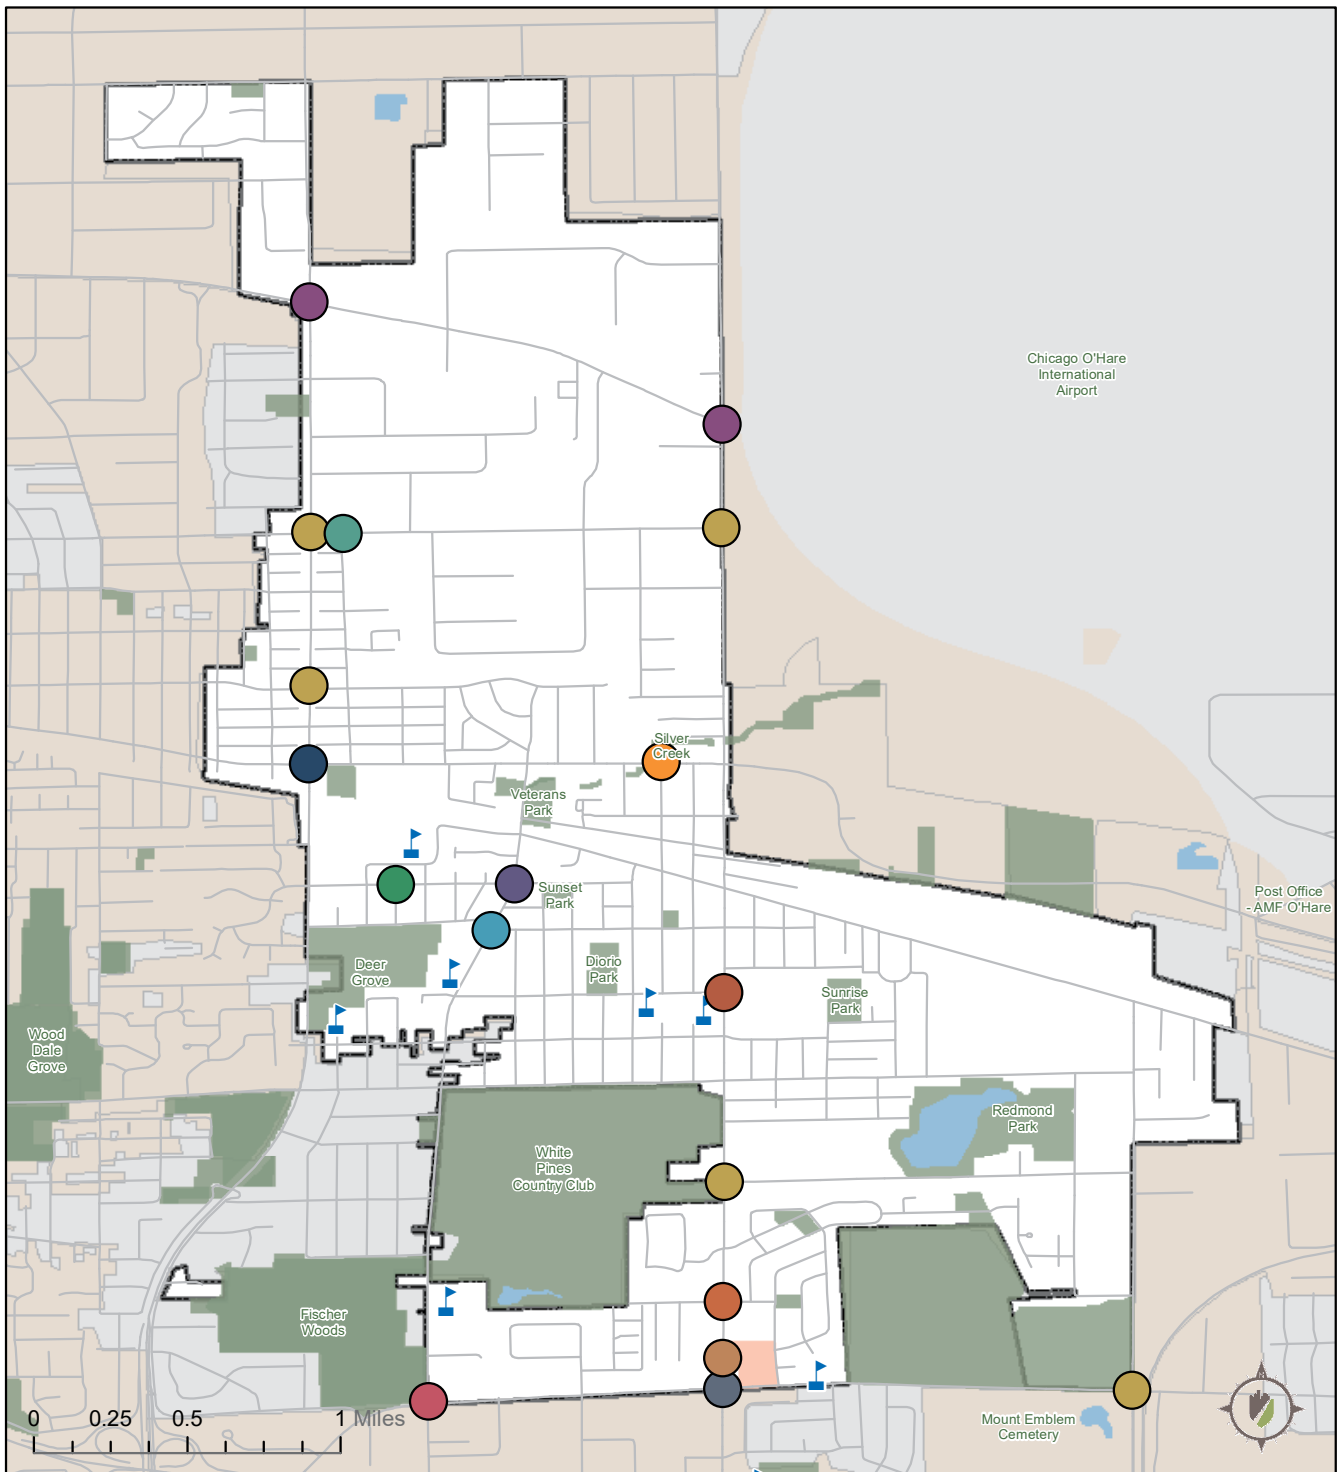 Chicago O'Hare
International
Airport
Silver
Creek
Veterans
Park
Sunset
Park
Post Office
- AMF O'Hare
Deer
Grove
Diorio
Park
Sunrise
Park
Wood
Dale
Grove
Redmond
Park
White
Pines
Country Club
Fischer
Woods
Mount Emblem
Cemetery
0 0.25 0.5 1 Miles